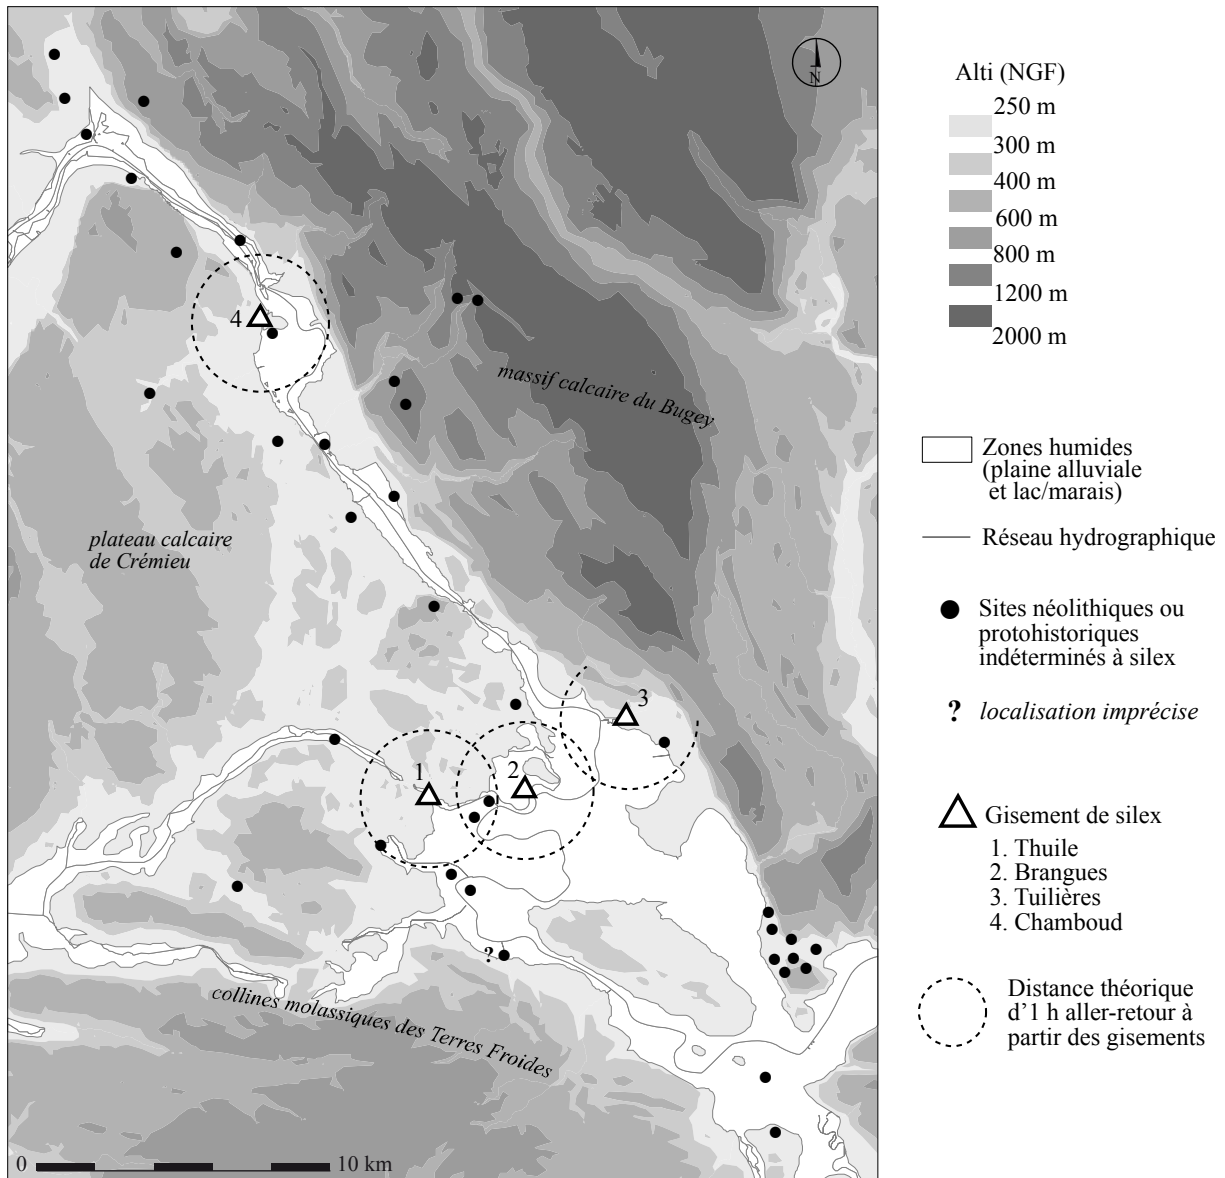 N
4
massif calcaire du Bugey
plateau calcaire
de Crémieu
3
1
2
?
collines molassiques des Terres Froides
0
10 km
Alti (NGF)
250 m
300 m
400 m
600 m
800 m
1200 m
2000 m
Zones humides
(plaine alluviale
et lac/marais)
Réseau hydrographique
Sites néolithiques ou
protohistoriques
indéterminés à silex
? localisation imprécise
Gisement de silex
1. Thuile
2. Brangues
3. Tuilières
4. Chamboud
Distance théorique
d'1 h aller-retour à
partir des gisements